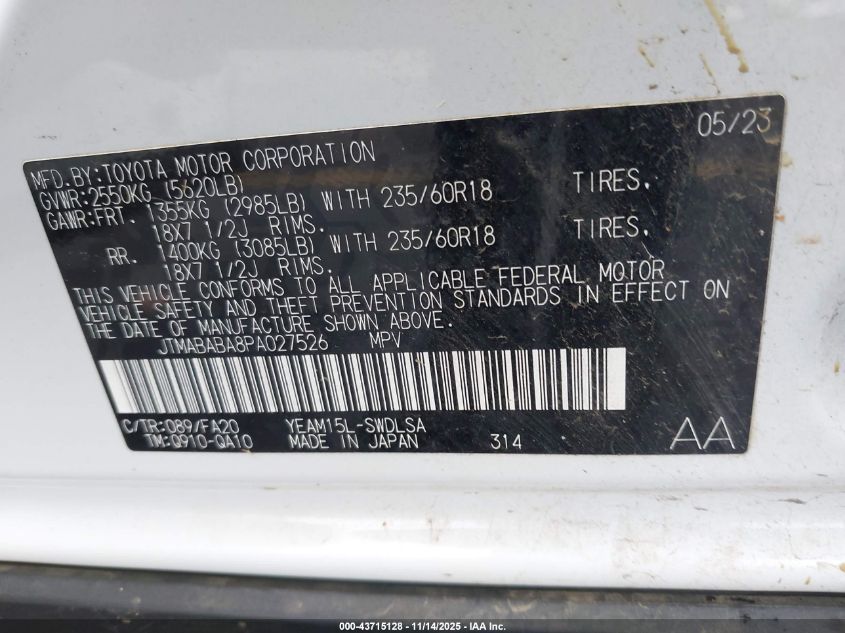 05/23
MFD.BY:TOYOTA MOTOR CORPORATION
GVWR:2550KG (5620LB)
GAWR:FRT. 1355KG (2985LB) WITH 235/60R18 TIRES,
18X7 1/2J RIMS.
RR. 1400KG (3085LB) WITH 235/60R18 TIRES,
18X7 1/2J RIMS.
THIS VEHICLE CONFORMS TO ALL APPLICABLE FEDERAL MOTOR
VEHICLE SAFETY AND THEFT PREVENTION STANDARDS IN EFFECT ON
THE DATE OF MANUFACTURE SHOWN ABOVE.
JTMABABA8PA027526 MPV
C/TR:089/FA20 YEAM15L-SWDLSA
TM:Q910-QA10 MADE IN JAPAN 314 AA
000-43715128 - 11/14/2025 - IAA Inc.